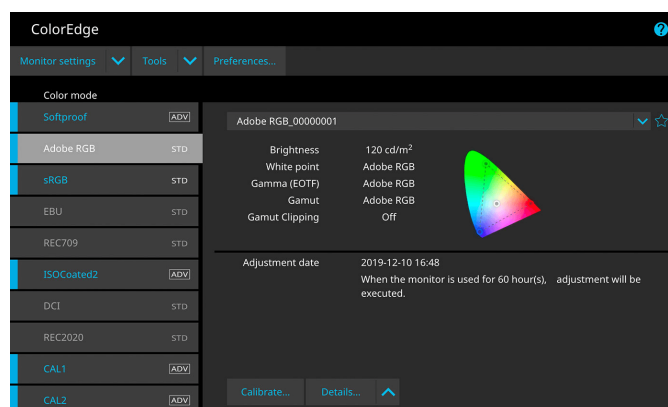 ColorEdge
?
Monitor settings Tools Preferences...
Color mode
Softproof ADV
Adobe RGB STD
sRGB STD
EBU STD
REC709 STD
ISOCoated2 ADV
DCI STD
REC2020 STD
CAL1 ADV
CAL2 ADV
Adobe RGB_00000001
Brightness 120 cd/m²
White point Adobe RGB
Gamma (EOTF) Adobe RGB
Gamut Adobe RGB
Gamut Clipping Off
Adjustment date 2019-12-10 16:48
When the monitor is used for 60 hour(s), adjustment will be
executed.
Calibrate... Details...